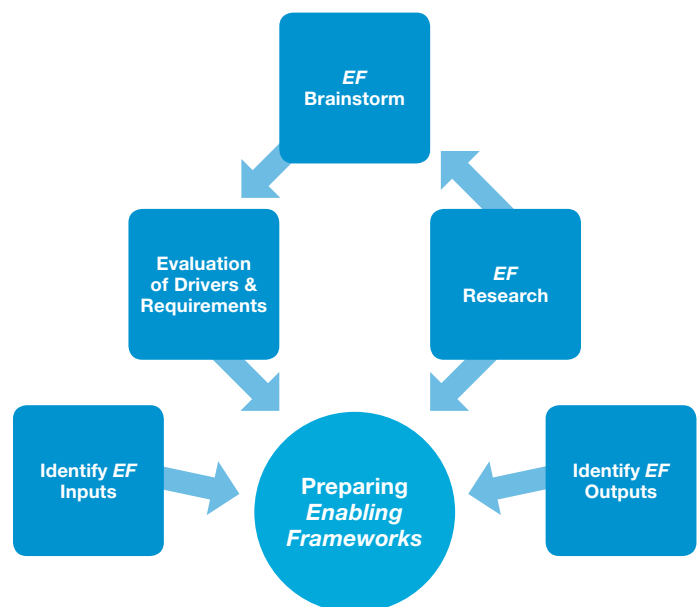 EF
Brainstorm
Evaluation
of Drivers &
Requirements
EF
Research
Identify EF
Inputs
Preparing
Enabling
Frameworks
Identify EF
Outputs